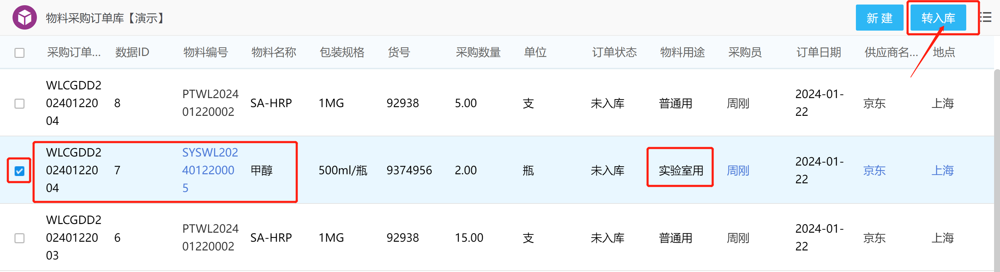 物料采购订单库【演示】
新 建
转入库
采购订单... 数据ID 物料编号 物料名称 包装规格 货号 采购数量 单位 订单状态 物料用途 采购员 订单日期 供应商名... 地点
WLCGDD2
02401220
04
8
PTWL2024
01220002
SA-HRP
1MG
92938
5.00
支
未入库
普通用
周刚
2024-01-
22
京东
上海
WLCGDD2
02401220
04
7
SYSWL202
40122000
5
甲醇
500ml/瓶
9374956
2.00
瓶
未入库
实验室用
周刚
2024-01-
22
京东
上海
WLCGDD2
02401220
03
6
PTWL2024
01220002
SA-HRP
1MG
92938
15.00
支
未入库
普通用
周刚
2024-01-
22
京东
上海